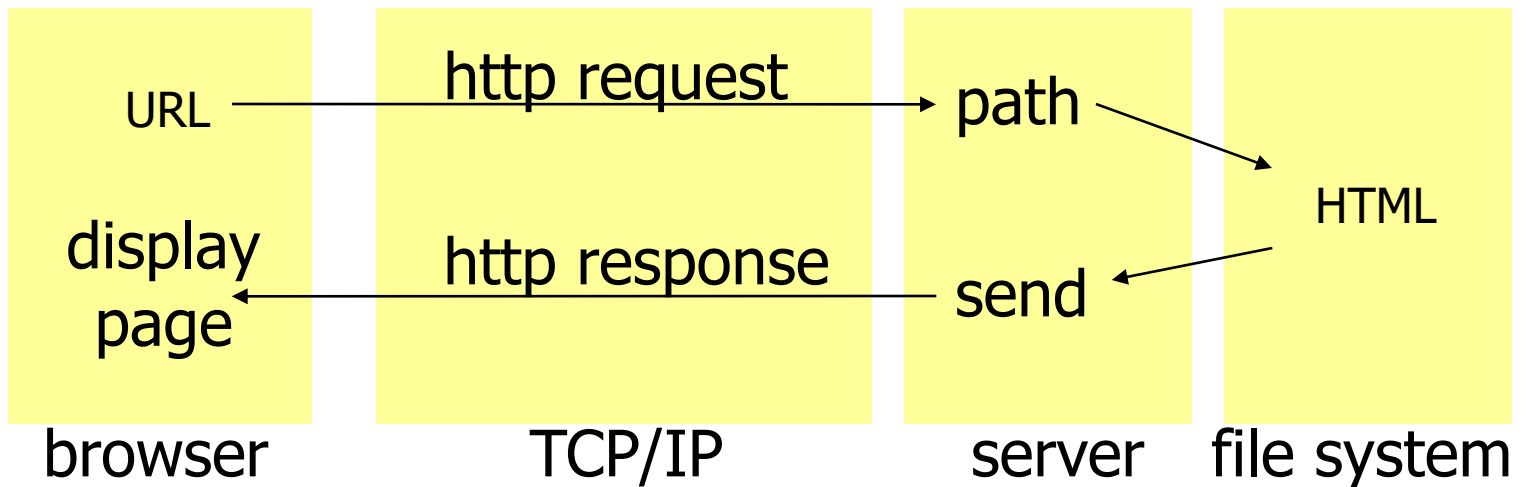 URL
http request
path
HTML
display
page
http response
send
browser
TCP/IP
server
file system